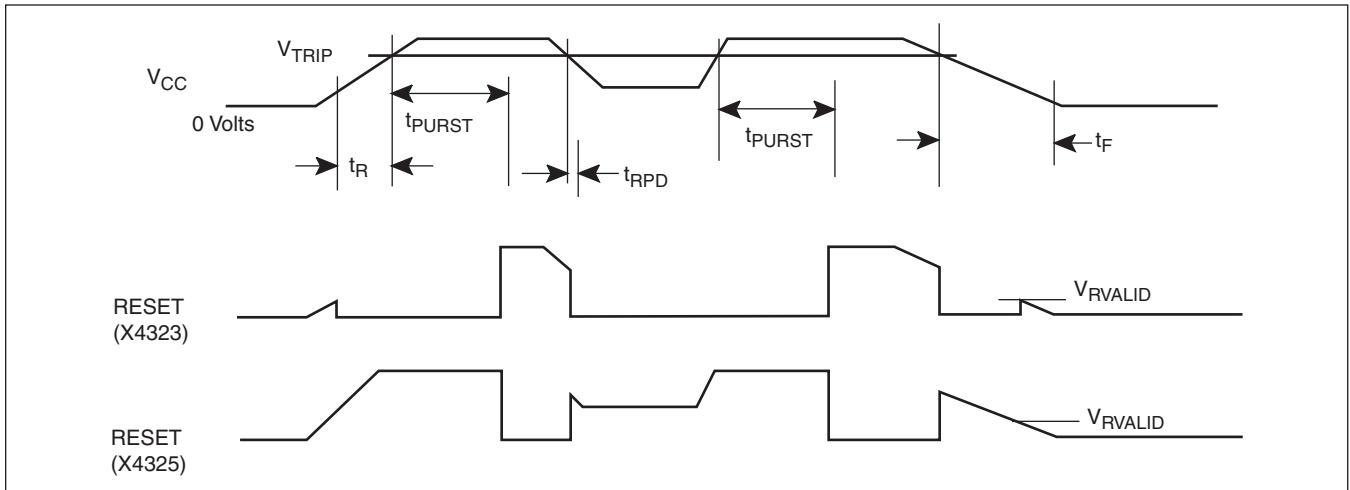 VTRIP
VCC
0 Volts
tPURST
tPURST
tR
tRPD
tF
RESET
(X4323)
VRVALID
RESET
(X4325)
VRVALID